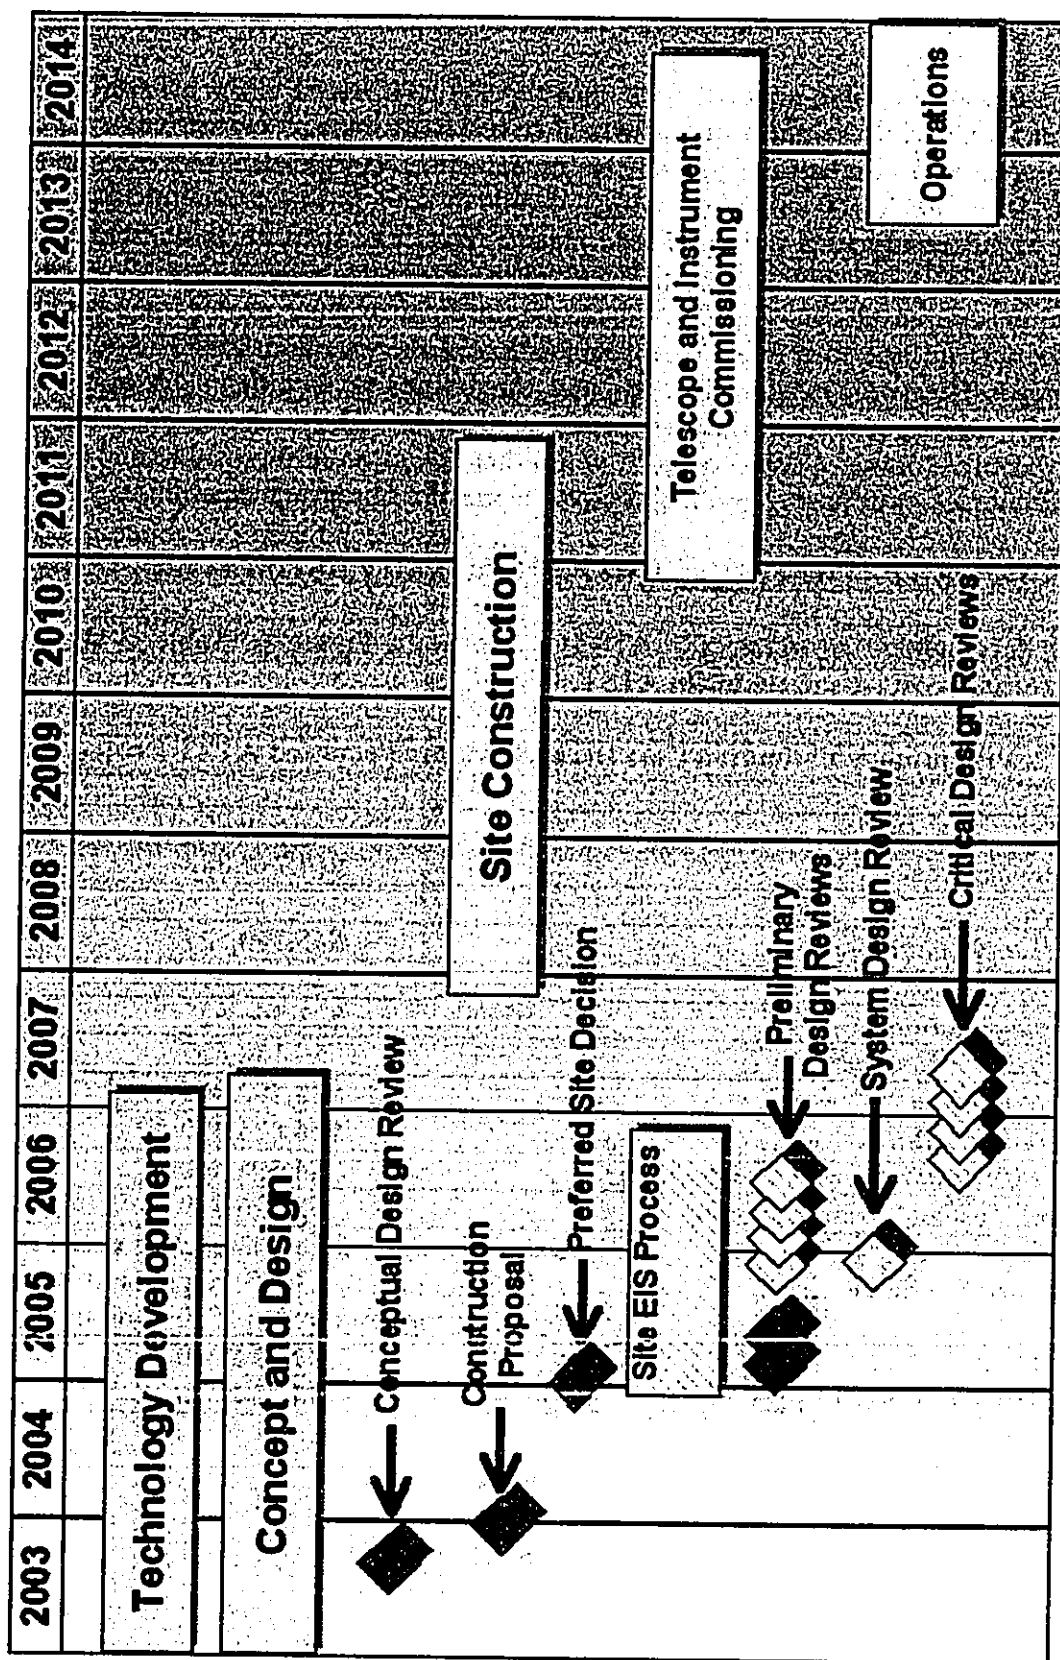 2003 2004 2005 2006 2007 2008 2009 2010 2011 2012 2013 2014
Technology Development
Concept and Design
Conceptual Design Review
Construction
Proposal
Site Construction
Preferred Site Decision
Site EIS Process
Telescope and Instrument
Commissioning
Preliminary
Design Reviews
System Design Review
Operations
Critical Design Reviews